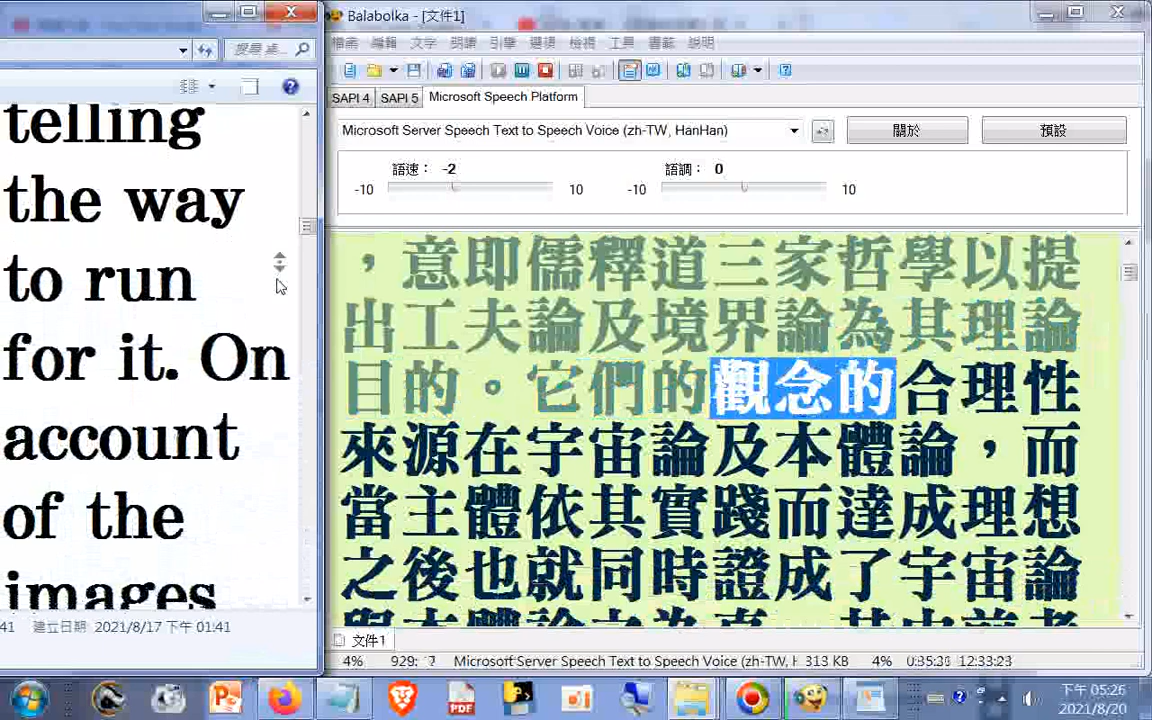 搜尋桌...
telling
the way
to run
for it. On
account
of the
images
41 建立日期 2021/8/17 下午 01:41
Balabolka - [文件1]
檔案 編輯 文字 朗讀 引擎 選項 檢視 工具 書籤 說明
SAPI 4 SAPI 5 Microsoft Speech Platform
Microsoft Server Speech Text to Speech Voice (zh-TW, HanHan) 關於 預設
語速: -2 語調: 0
-10 10 -10 10
，意即儒釋道三家哲學以提
出工夫論及境界論為其理論
目的。它們的觀念的合理性
來源在宇宙論及本體論，而
當主體依其實踐而達成理想
之後也就同時證成了宇宙論
文件1
4% 929: 7 Microsoft Server Speech Text to Speech Voice (zh-TW, H 313 KB 4% 0:35:38 12:33:23
下午 05:26
2021/8/20